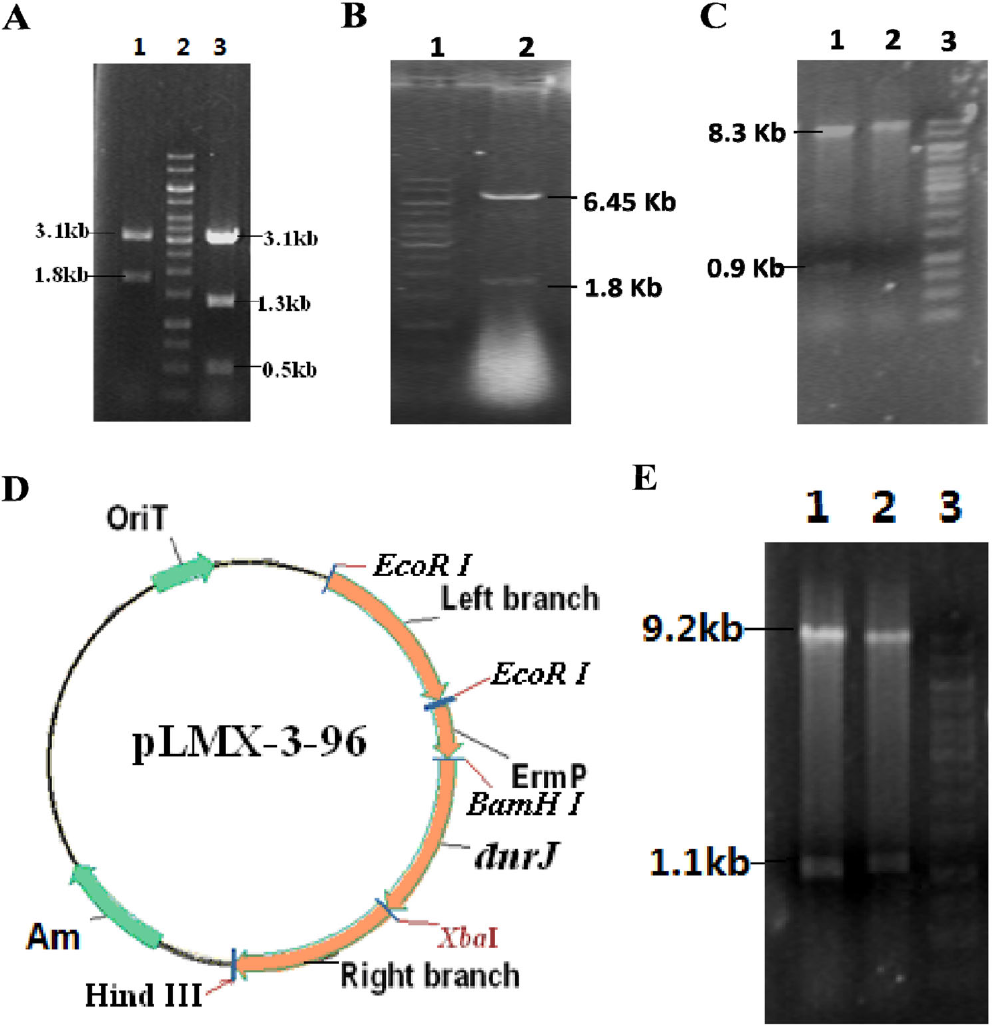 A
1 2 3
3.1kb
1.8kb
3.1kb
1.3kb
0.5kb
B
1 2
6.45 Kb
1.8 Kb
C
1 2 3
8.3 Kb
0.9 Kb
D
OriT
EcoR I
Left branch
EcoR I
ErmP
BamH I
dnrJ
XbaI
Right branch
Hind III
Am
pLMX-3-96
E
1 2 3
9.2kb
1.1kb